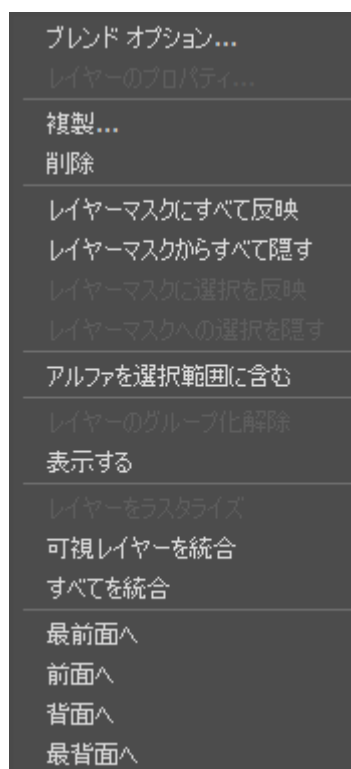 ブレンド オプション...
レイヤーのプロパティ...
複製...
削除
レイヤーマスクにすべて反映
レイヤーマスクからすべて隠す
レイヤーマスクに選択を反映
レイヤーマスクへの選択を隠す
アルファを選択範囲に含む
レイヤーのグループ化解除
表示する
レイヤーをラスタライズ
可視レイヤーを統合
すべてを統合
最前面へ
前面へ
背面へ
最背面へ